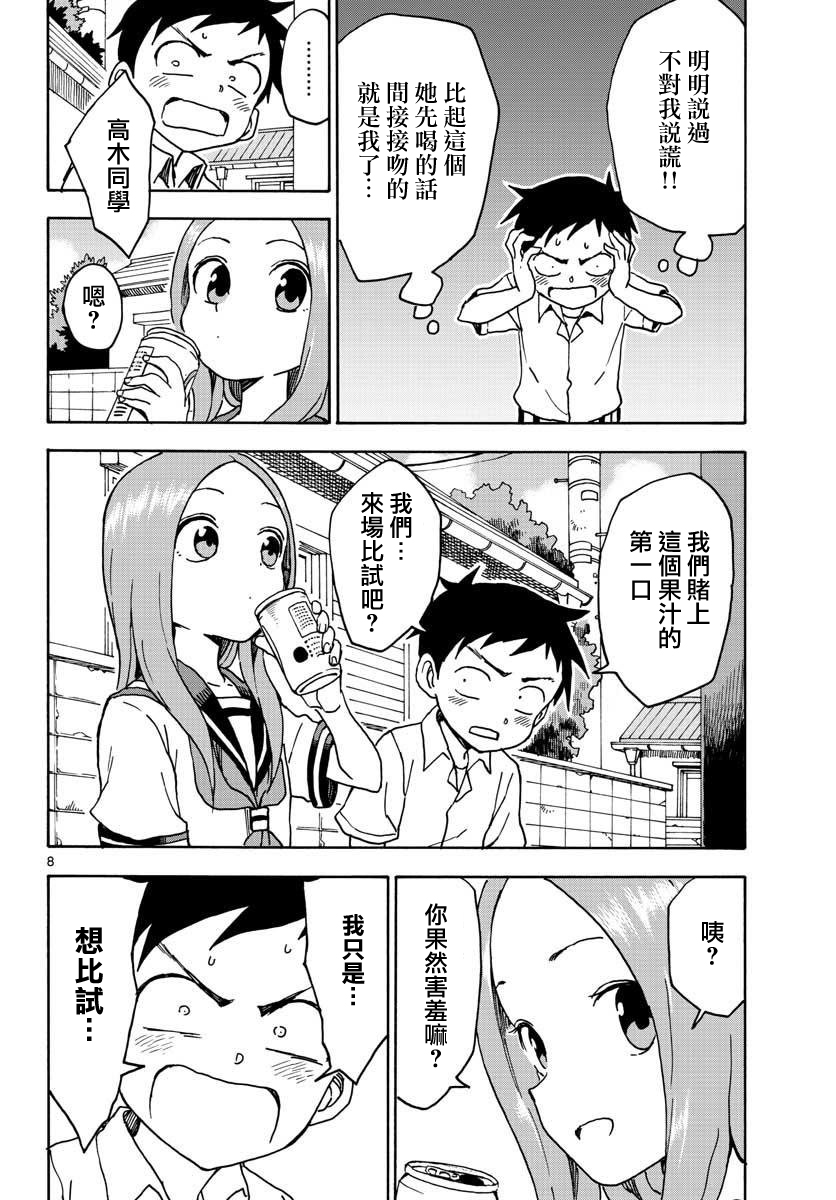 明明說過
不對我說謊!!
比起這個
她先喝的話
間接接吻的
就是我了…
………
高木同學
嗯?
我們賭上
這個果汁的
第一口
我們…
來場比試吧?
8
咦?
你果然害羞嘛?
我只是…
想比試…